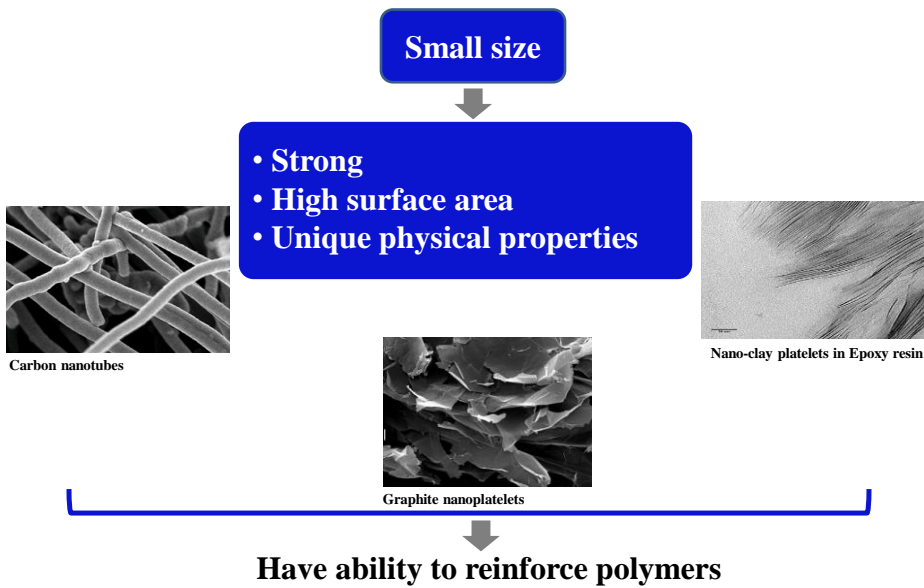 Small size
• Strong
• High surface area
• Unique physical properties
Carbon nanotubes
Nano-clay platelets in Epoxy resin
Graphite nanoplatelets
Have ability to reinforce polymers